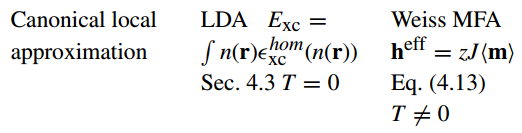 Canonical local LDA E_xc = Weiss MFA
approximation ∫ n(𝐫)ϵ_xc^hom(n(𝐫)) 𝐡^eff = zJ⟨𝐦⟩
Sec. 4.3 T = 0 Eq. (4.13)
T ≠ 0